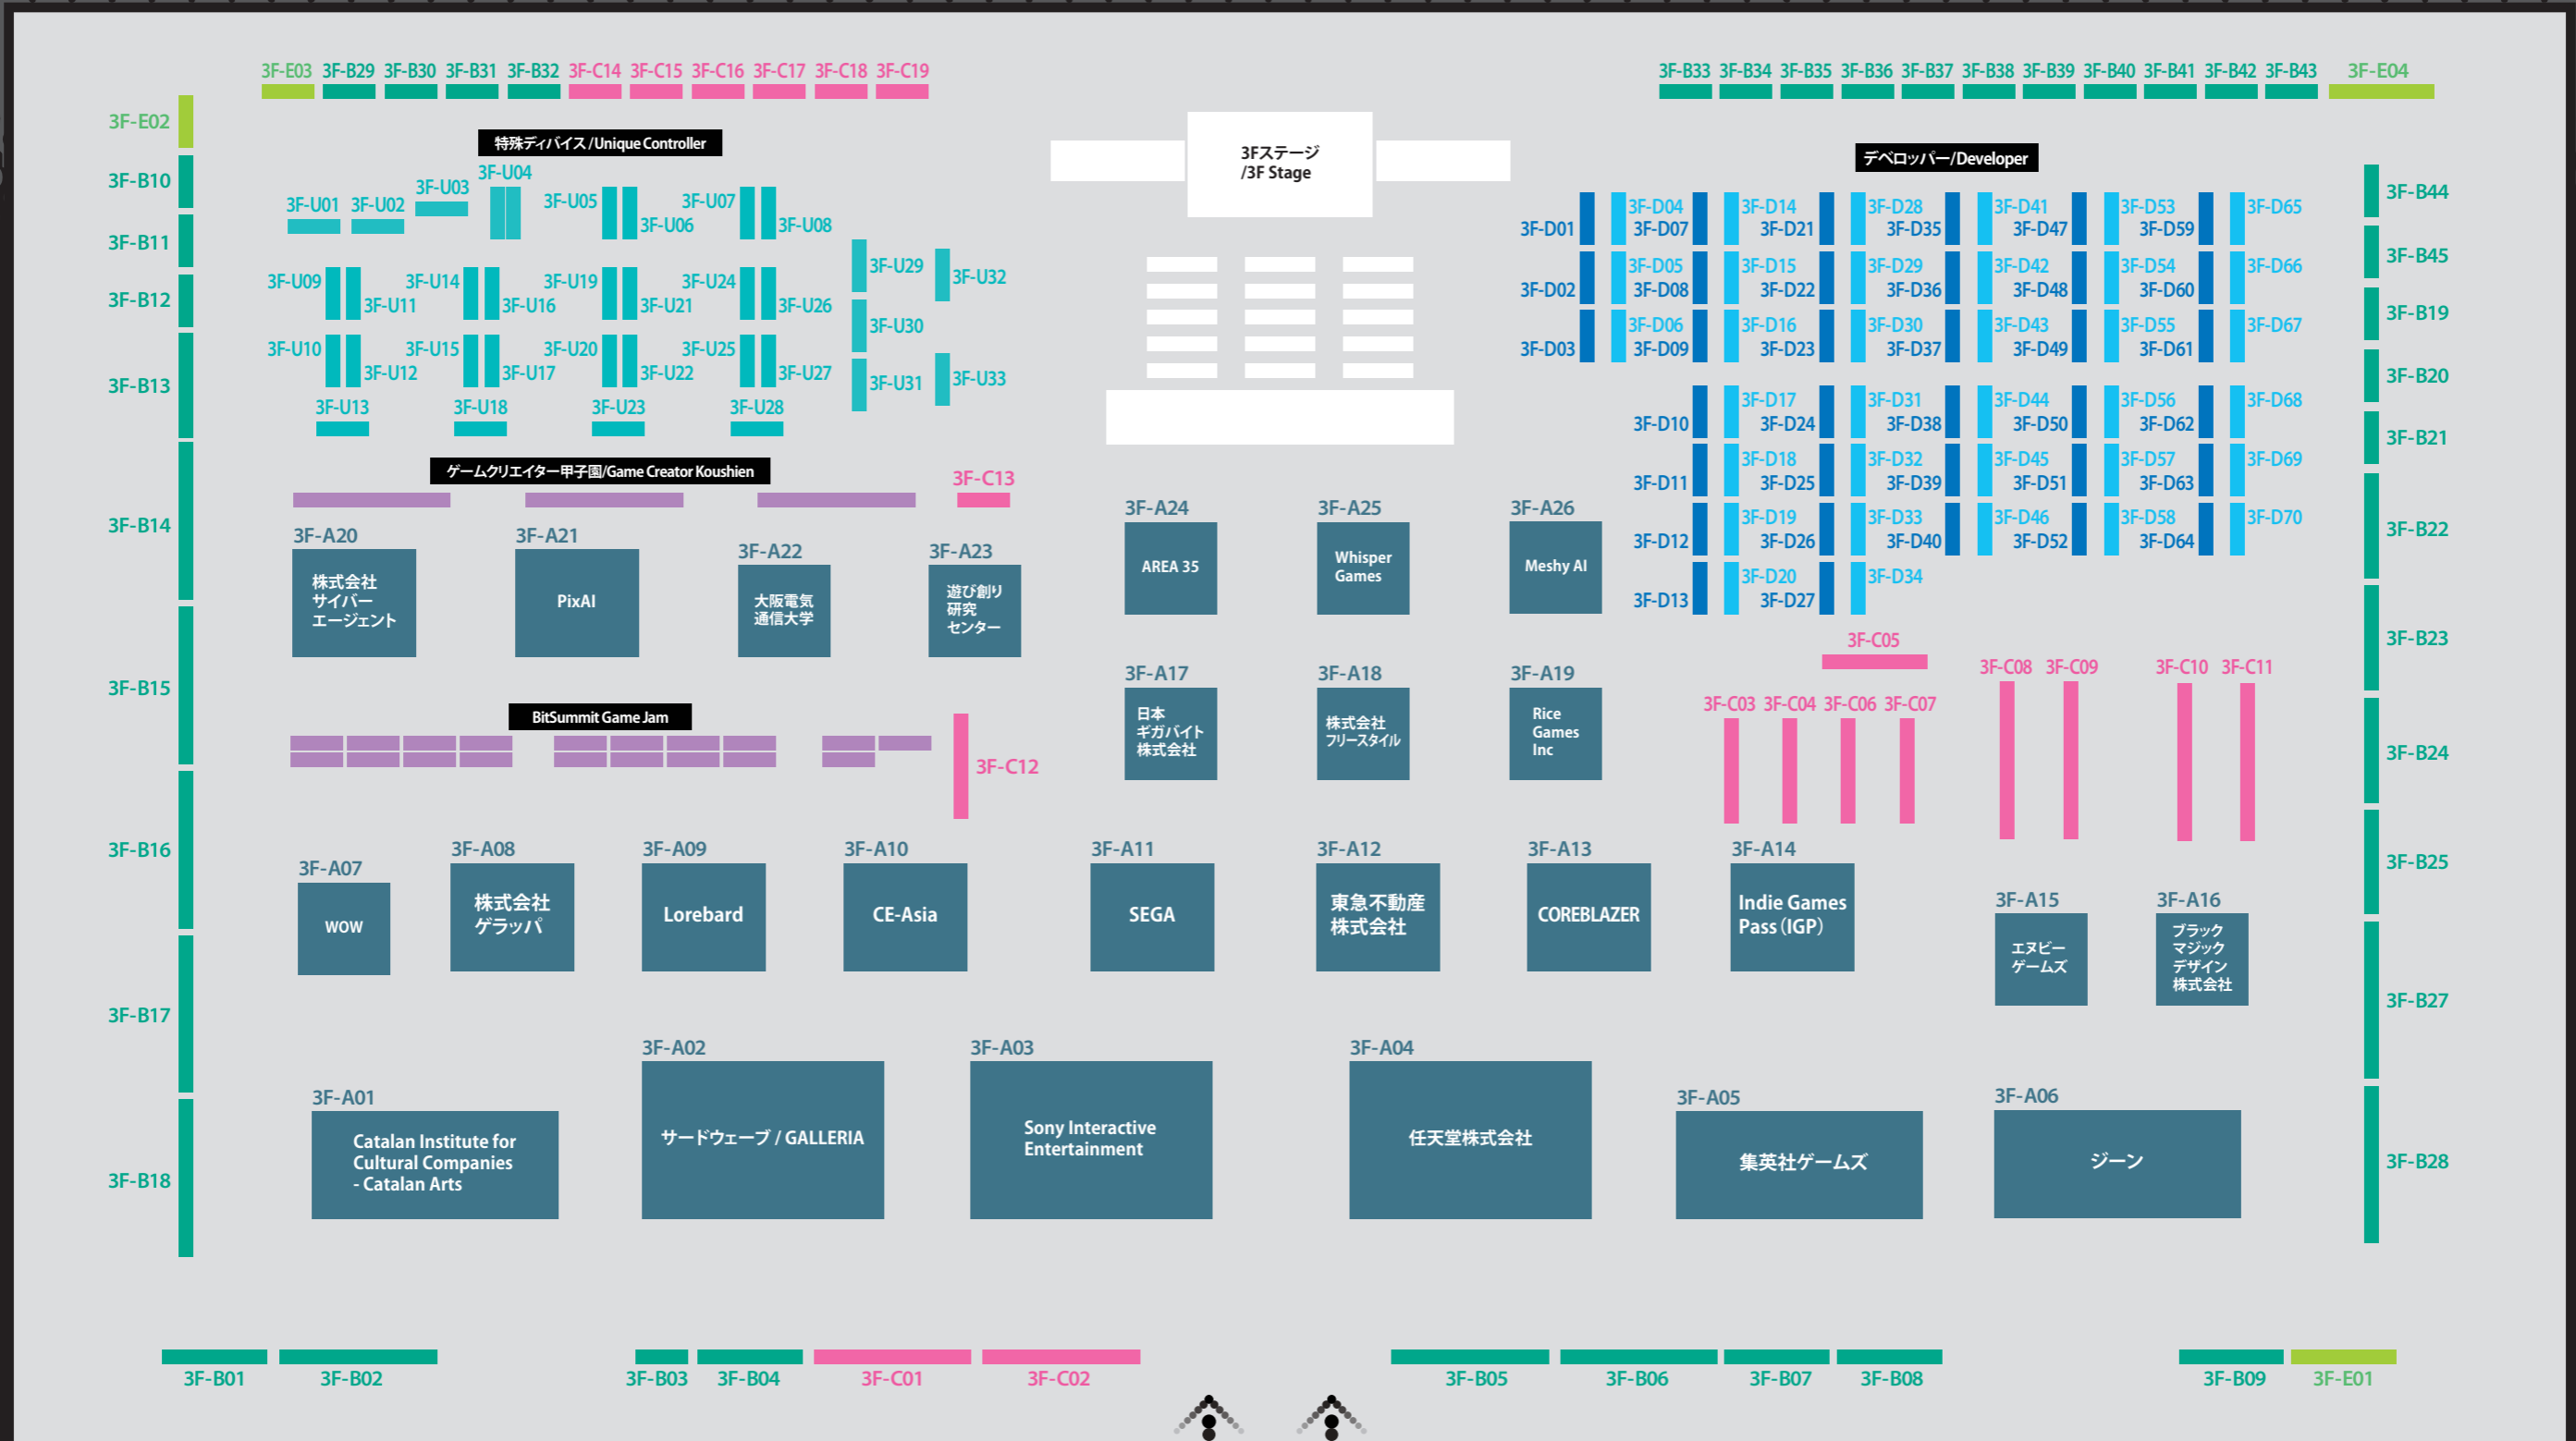 3F-E03 3F-B29 3F-B30 3F-B31 3F-B32 3F-C14 3F-C15 3F-C16 3F-C17 3F-C18 3F-C19
3F-B33 3F-B34 3F-B35 3F-B36 3F-B37 3F-B38 3F-B39 3F-B40 3F-B41 3F-B42 3F-B43 3F-E04
3F-E02
3F-B10
3F-B11
3F-B12
3F-B13
3F-B14
3F-B15
3F-B16
3F-B17
3F-B18
特殊ディバイス/Unique Controller
3F-U04
3F-U03
3F-U01 3F-U02
3F-U05 3F-U07
3F-U06 3F-U08
3F-U29 3F-U32
3F-U09 3F-U14 3F-U19 3F-U24
3F-U11 3F-U16 3F-U21 3F-U26
3F-U30
3F-U10 3F-U15 3F-U20 3F-U25
3F-U12 3F-U17 3F-U22 3F-U27
3F-U31 3F-U33
3F-U13 3F-U18 3F-U23 3F-U28
3Fステージ
/3F Stage
デベロッパー/Developer
3F-D04 3F-D14 3F-D28 3F-D41 3F-D53 3F-D65
3F-D01 3F-D07 3F-D21 3F-D35 3F-D47 3F-D59
3F-D05 3F-D15 3F-D29 3F-D42 3F-D54 3F-D66
3F-D02 3F-D08 3F-D22 3F-D36 3F-D48 3F-D60
3F-D06 3F-D16 3F-D30 3F-D43 3F-D55 3F-D67
3F-D03 3F-D09 3F-D23 3F-D37 3F-D49 3F-D61
3F-D17 3F-D31 3F-D44 3F-D56 3F-D68
3F-D10 3F-D24 3F-D38 3F-D50 3F-D62
3F-D18 3F-D32 3F-D45 3F-D57 3F-D69
3F-D11 3F-D25 3F-D39 3F-D51 3F-D63
3F-D19 3F-D33 3F-D46 3F-D58 3F-D70
3F-D12 3F-D26 3F-D40 3F-D52 3F-D64
3F-D20 3F-D34
3F-D13 3F-D27
3F-B44
3F-B45
3F-B19
3F-B20
3F-B21
3F-B22
3F-B23
3F-B24
3F-B25
3F-B27
3F-B28
ゲームクリエイター甲子園/Game Creator Koushien
3F-C13
3F-A20
株式会社
サイバー
エージェント
3F-A21
PixAI
3F-A22
大阪電気
通信大学
3F-A23
遊び創り
研究
センター
3F-A24
AREA 35
3F-A25
Whisper
Games
3F-A26
Meshy AI
3F-C05
3F-C08 3F-C09 3F-C10 3F-C11
3F-C03 3F-C04 3F-C06 3F-C07
BitSummit Game Jam
3F-C12
3F-A17
日本
ギガバイト
株式会社
3F-A18
株式会社
フリースタイル
3F-A19
Rice
Games
Inc
3F-A07
WOW
3F-A08
株式会社
ゲラッパ
3F-A09
Lorebard
3F-A10
CE-Asia
3F-A11
SEGA
3F-A12
東急不動産
株式会社
3F-A13
COREBLAZER
3F-A14
Indie Games
Pass（IGP）
3F-A15
エヌビー
ゲームズ
3F-A16
ブラック
マジック
デザイン
株式会社
3F-A01
Catalan Institute for
Cultural Companies
- Catalan Arts
3F-A02
サードウェーブ / GALLERIA
3F-A03
Sony Interactive
Entertainment
3F-A04
任天堂株式会社
3F-A05
集英社ゲームズ
3F-A06
ジーン
3F-B01 3F-B02 3F-B03 3F-B04 3F-C01 3F-C02 3F-B05 3F-B06 3F-B07 3F-B08 3F-B09 3F-E01